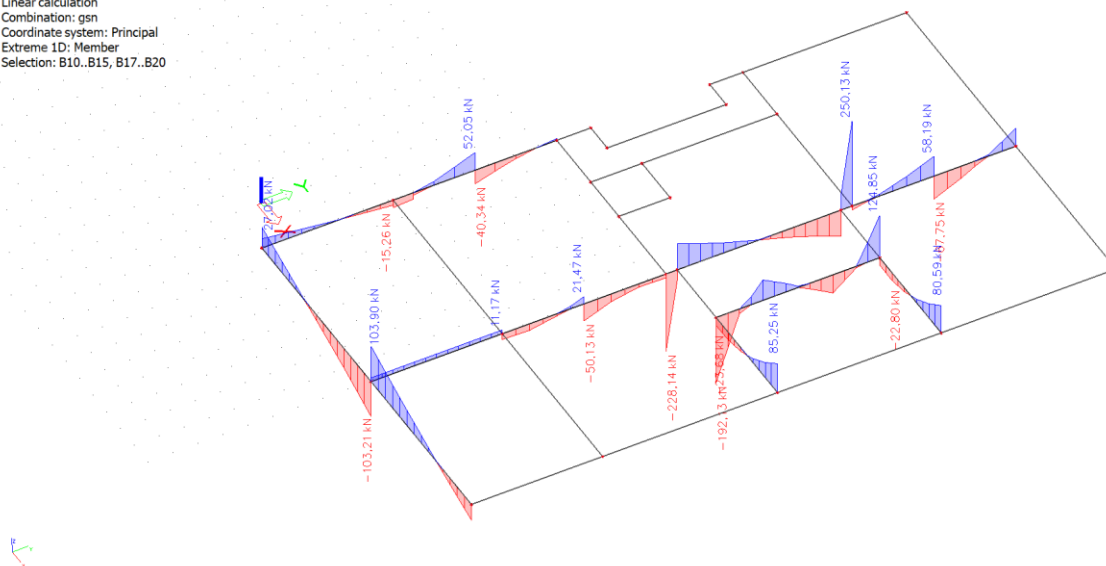 Linear calculation
Combination: gsn
Coordinate system: Principal
Extreme 1D: Member
Selection: B10..B15, B17..B20
52.05 kN
250.13 kN
58.19 kN
27.02 kN
Y
X
-15.26 kN
-40.34 kN
124.85 kN
103.90 kN
11.17 kN
21.47 kN
-50.13 kN
80.59 kN
85.25 kN
-22.80 kN
-228.14 kN
-103.21 kN